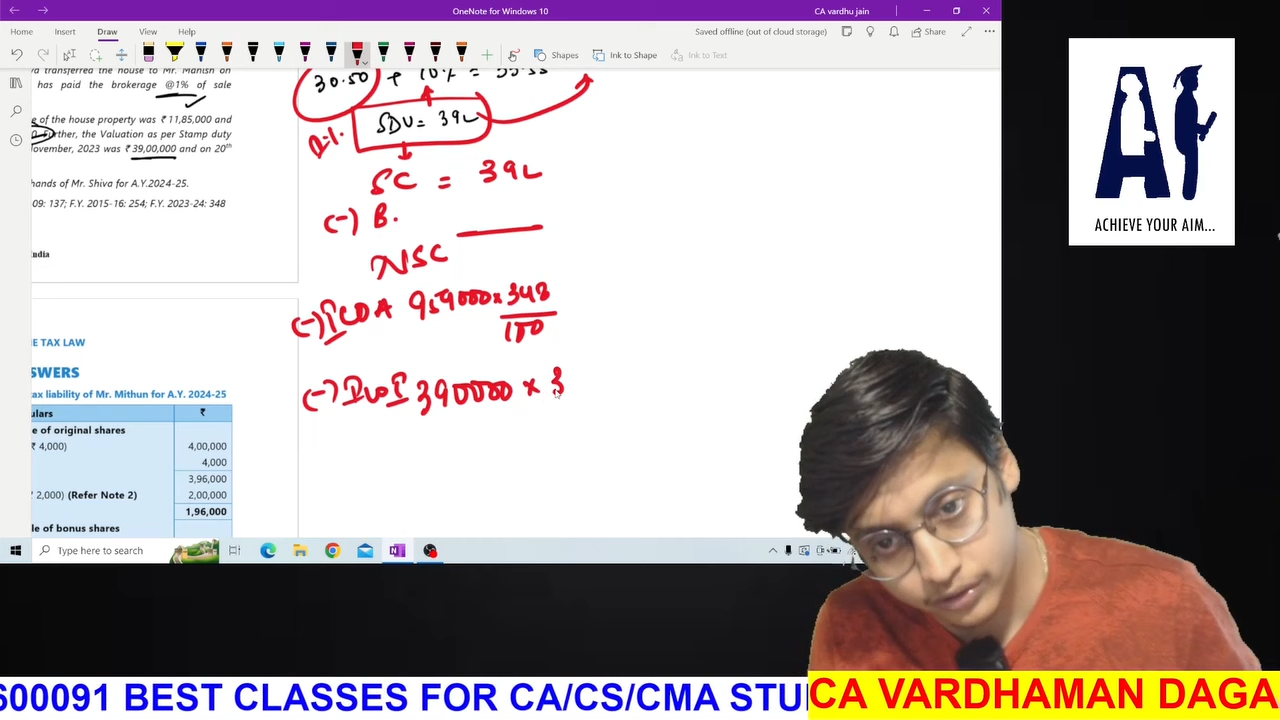 OneNote for Windows 10
CA vardhu jain
Home Insert Draw View Help
Saved offline (out of cloud storage)
Share
Shapes
Ink to Shape
Ink to Text
transferred the house to Mr. Manish on
has paid the brokerage @1% of sale
e of the house property was ₹ 11,85,000 and
Further, the Valuation as per Stamp duty
ovember, 2023 was ₹ 39,00,000 and on 20th
hands of Mr. Shiva for A.Y.2024-25.
09: 137; F.Y. 2015-16: 254; F.Y. 2023-24: 348
ndia
30.50 + 10% =
SDV = 39L
SC = 39L
(-) B.
NSC
(-) ICOA 959000 × 348
100
(-) IcoI 390000 × 3
E TAX LAW
ANSWERS
tax liability of Mr. Mithun for A.Y. 2024-25
ulars ₹
e of original shares
₹ 4,000) 4,00,000
4,000
3,96,000
₹ 2,000) (Refer Note 2) 2,00,000
1,96,000
le of bonus shares
Type here to search
ACHIEVE YOUR AIM...
600091 BEST CLASSES FOR CA/CS/CMA STU
CA VARDHAMAN DAGA